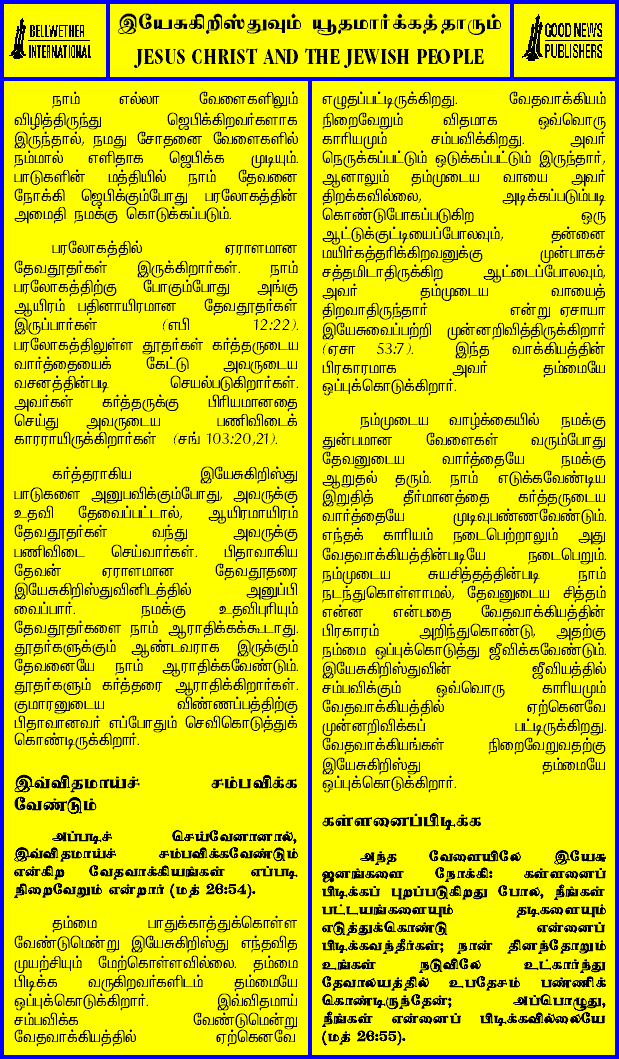 BELLWETHER
INTERNATIONAL
இயேசுகிறிஸ்துவும் யூதமார்க்கத்தாரும்
JESUS CHRIST AND THE JEWISH PEOPLE
GOOD NEWS
PUBLISHERS
நாம் எல்லா வேளைகளிலும்
விழித்திருந்து ஜெபிக்கிறவர்களாக
இருந்தால், நமது சோதனை வேளைகளில்
நம்மால் எளிதாக ஜெபிக்க முடியும்.
பாடுகளின் மத்தியில் நாம் தேவனை
நோக்கி ஜெபிக்கும்போது பரலோகத்தின்
அமைதி நமக்கு கொடுக்கப்படும்.
பரலோகத்தில் ஏராளமான
தேவதூதர்கள் இருக்கிறார்கள். நாம்
பரலோகத்திற்கு போகும்போது அங்கு
ஆயிரம் பதினாயிரமான தேவதூதர்கள்
இருப்பார்கள் (எபி 12:22).
பரலோகத்திலுள்ள தூதர்கள் கர்த்தருடைய
வார்த்தையைக் கேட்டு அவருடைய
வசனத்தின்படி செயல்படுகிறார்கள்.
அவர்கள் கர்த்தருக்கு பிரியமானதை
செய்து அவருடைய பணிவிடைக்
காரராயிருக்கிறார்கள் (சங் 103:20,21).
கர்த்தராகிய இயேசுகிறிஸ்து
பாடுகளை அனுபவிக்கும்போது, அவருக்கு
உதவி தேவைப்பட்டால், ஆயிரமாயிரம்
தேவதூதர்கள் வந்து அவருக்கு
பணிவிடை செய்வார்கள். பிதாவாகிய
தேவன் ஏராளமான தேவதூதரை
இயேசுகிறிஸ்துவினிடத்தில் அனுப்பி
வைப்பார். நமக்கு உதவிபுரியும்
தேவதூதர்களை நாம் ஆராதிக்கக்கூடாது.
தூதர்களுக்கும் ஆண்டவராக இருக்கும்
தேவனையே நாம் ஆராதிக்கவேண்டும்.
தூதர்களும் கர்த்தரை ஆராதிக்கிறார்கள்.
குமாரனுடைய விண்ணப்பத்திற்கு
பிதாவானவர் எப்போதும் செவிகொடுத்துக்
கொண்டிருக்கிறார்.
இவ்விதமாய்ச் சம்பவிக்க
வேண்டும்
அப்படிச் செய்வேனானால்,
இவ்விதமாய்ச் சம்பவிக்கவேண்டும்
என்கிற வேதவாக்கியங்கள் எப்படி
நிறைவேறும் என்றார் (மத் 26:54).
தம்மை பாதுகாத்துக்கொள்ள
வேண்டுமென்று இயேசுகிறிஸ்து எந்தவித
முயற்சியும் மேற்கொள்ளவில்லை. தம்மை
பிடிக்க வருகிறவர்களிடம் தம்மையே
ஒப்புக்கொடுக்கிறார். இவ்விதமாய்
சம்பவிக்க வேண்டுமென்று
வேதவாக்கியத்தில் ஏற்கெனவே
எழுதப்பட்டிருக்கிறது. வேதவாக்கியம்
நிறைவேறும் விதமாக ஒவ்வொரு
காரியமும் சம்பவிக்கிறது. அவர்
நெருக்கப்பட்டும் ஒடுக்கப்பட்டும் இருந்தார்,
ஆனாலும் தம்முடைய வாயை அவர்
திறக்கவில்லை, அடிக்கப்படும்படி
கொண்டுபோகப்படுகிற ஒரு
ஆட்டுக்குட்டியைப்போலவும், தன்னை
மயிர்கத்தரிக்கிறவனுக்கு முன்பாகச்
சத்தமிடாதிருக்கிற ஆட்டைப்போலவும்,
அவர் தம்முடைய வாயைத்
திறவாதிருந்தார் என்று ஏசாயா
இயேசுவைப்பற்றி முன்னறிவித்திருக்கிறார்
(ஏசா 53:7). இந்த வாக்கியத்தின்
பிரகாரமாக அவர் தம்மையே
ஒப்புக்கொடுக்கிறார்.
நம்முடைய வாழ்க்கையில் நமக்கு
துன்பமான வேளைகள் வரும்போது
தேவனுடைய வார்த்தையே நமக்கு
ஆறுதல் தரும். நாம் எடுக்கவேண்டிய
இறுதித் தீர்மானத்தை கர்த்தருடைய
வார்த்தையே முடிவுபண்ணவேண்டும்.
எந்தக் காரியம் நடைபெற்றாலும் அது
வேதவாக்கியத்தின்படியே நடைபெறும்.
நம்முடைய சுயசித்தத்தின்படி நாம்
நடந்துகொள்ளாமல், தேவனுடைய சித்தம்
என்ன என்பதை வேதவாக்கியத்தின்
பிரகாரம் அறிந்துகொண்டு, அதற்கு
நம்மை ஒப்புக்கொடுத்து ஜீவிக்கவேண்டும்.
இயேசுகிறிஸ்துவின் ஜீவியத்தில்
சம்பவிக்கும் ஒவ்வொரு காரியமும்
வேதவாக்கியத்தில் ஏற்கெனவே
முன்னறிவிக்கப் பட்டிருக்கிறது.
வேதவாக்கியங்கள் நிறைவேறுவதற்கு
இயேசுகிறிஸ்து தம்மையே
ஒப்புக்கொடுக்கிறார்.
கள்ளனைப்பிடிக்க
அந்த வேளையிலே இயேசு
ஜனங்களை நோக்கி: கள்ளனைப்
பிடிக்கப் புறப்படுகிறது போல, நீங்கள்
பட்டயங்களையும் தடிகளையும்
எடுத்துக்கொண்டு என்னைப்
பிடிக்கவந்தீர்கள்; நான் தினந்தோறும்
உங்கள் நடுவிலே உட்கார்ந்து
தேவாலயத்தில் உபதேசம் பண்ணிக்
கொண்டிருந்தேன்; அப்பொழுது,
நீங்கள் என்னைப் பிடிக்கவில்லையே
(மத் 26:55).